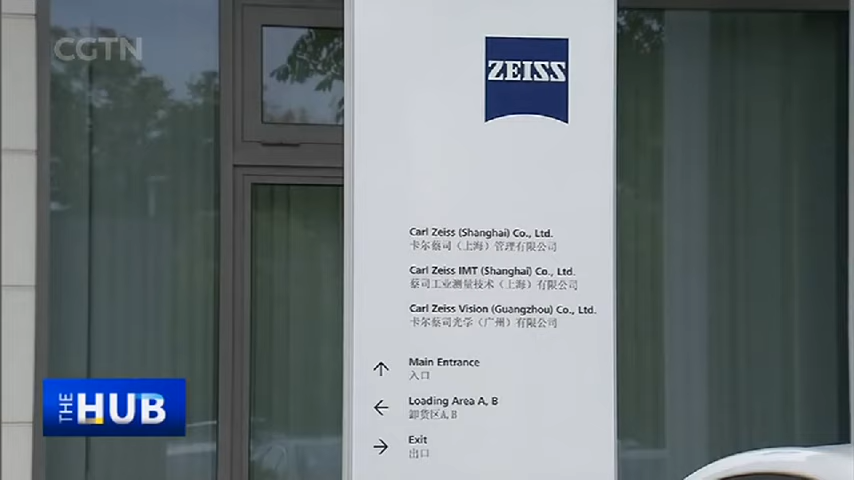 CGTN
ZEISS
Carl Zeiss (Shanghai) Co., Ltd.
卡尔蔡司（上海）管理有限公司
Carl Zeiss IMT (Shanghai) Co., Ltd.
蔡司工业测量技术（上海）有限公司
Carl Zeiss Vision (Guangzhou) Co., Ltd.
卡尔蔡司光学（广州）有限公司
Main Entrance
入口
Loading Area A, B
卸货区A, B
Exit
出口
THE HUB